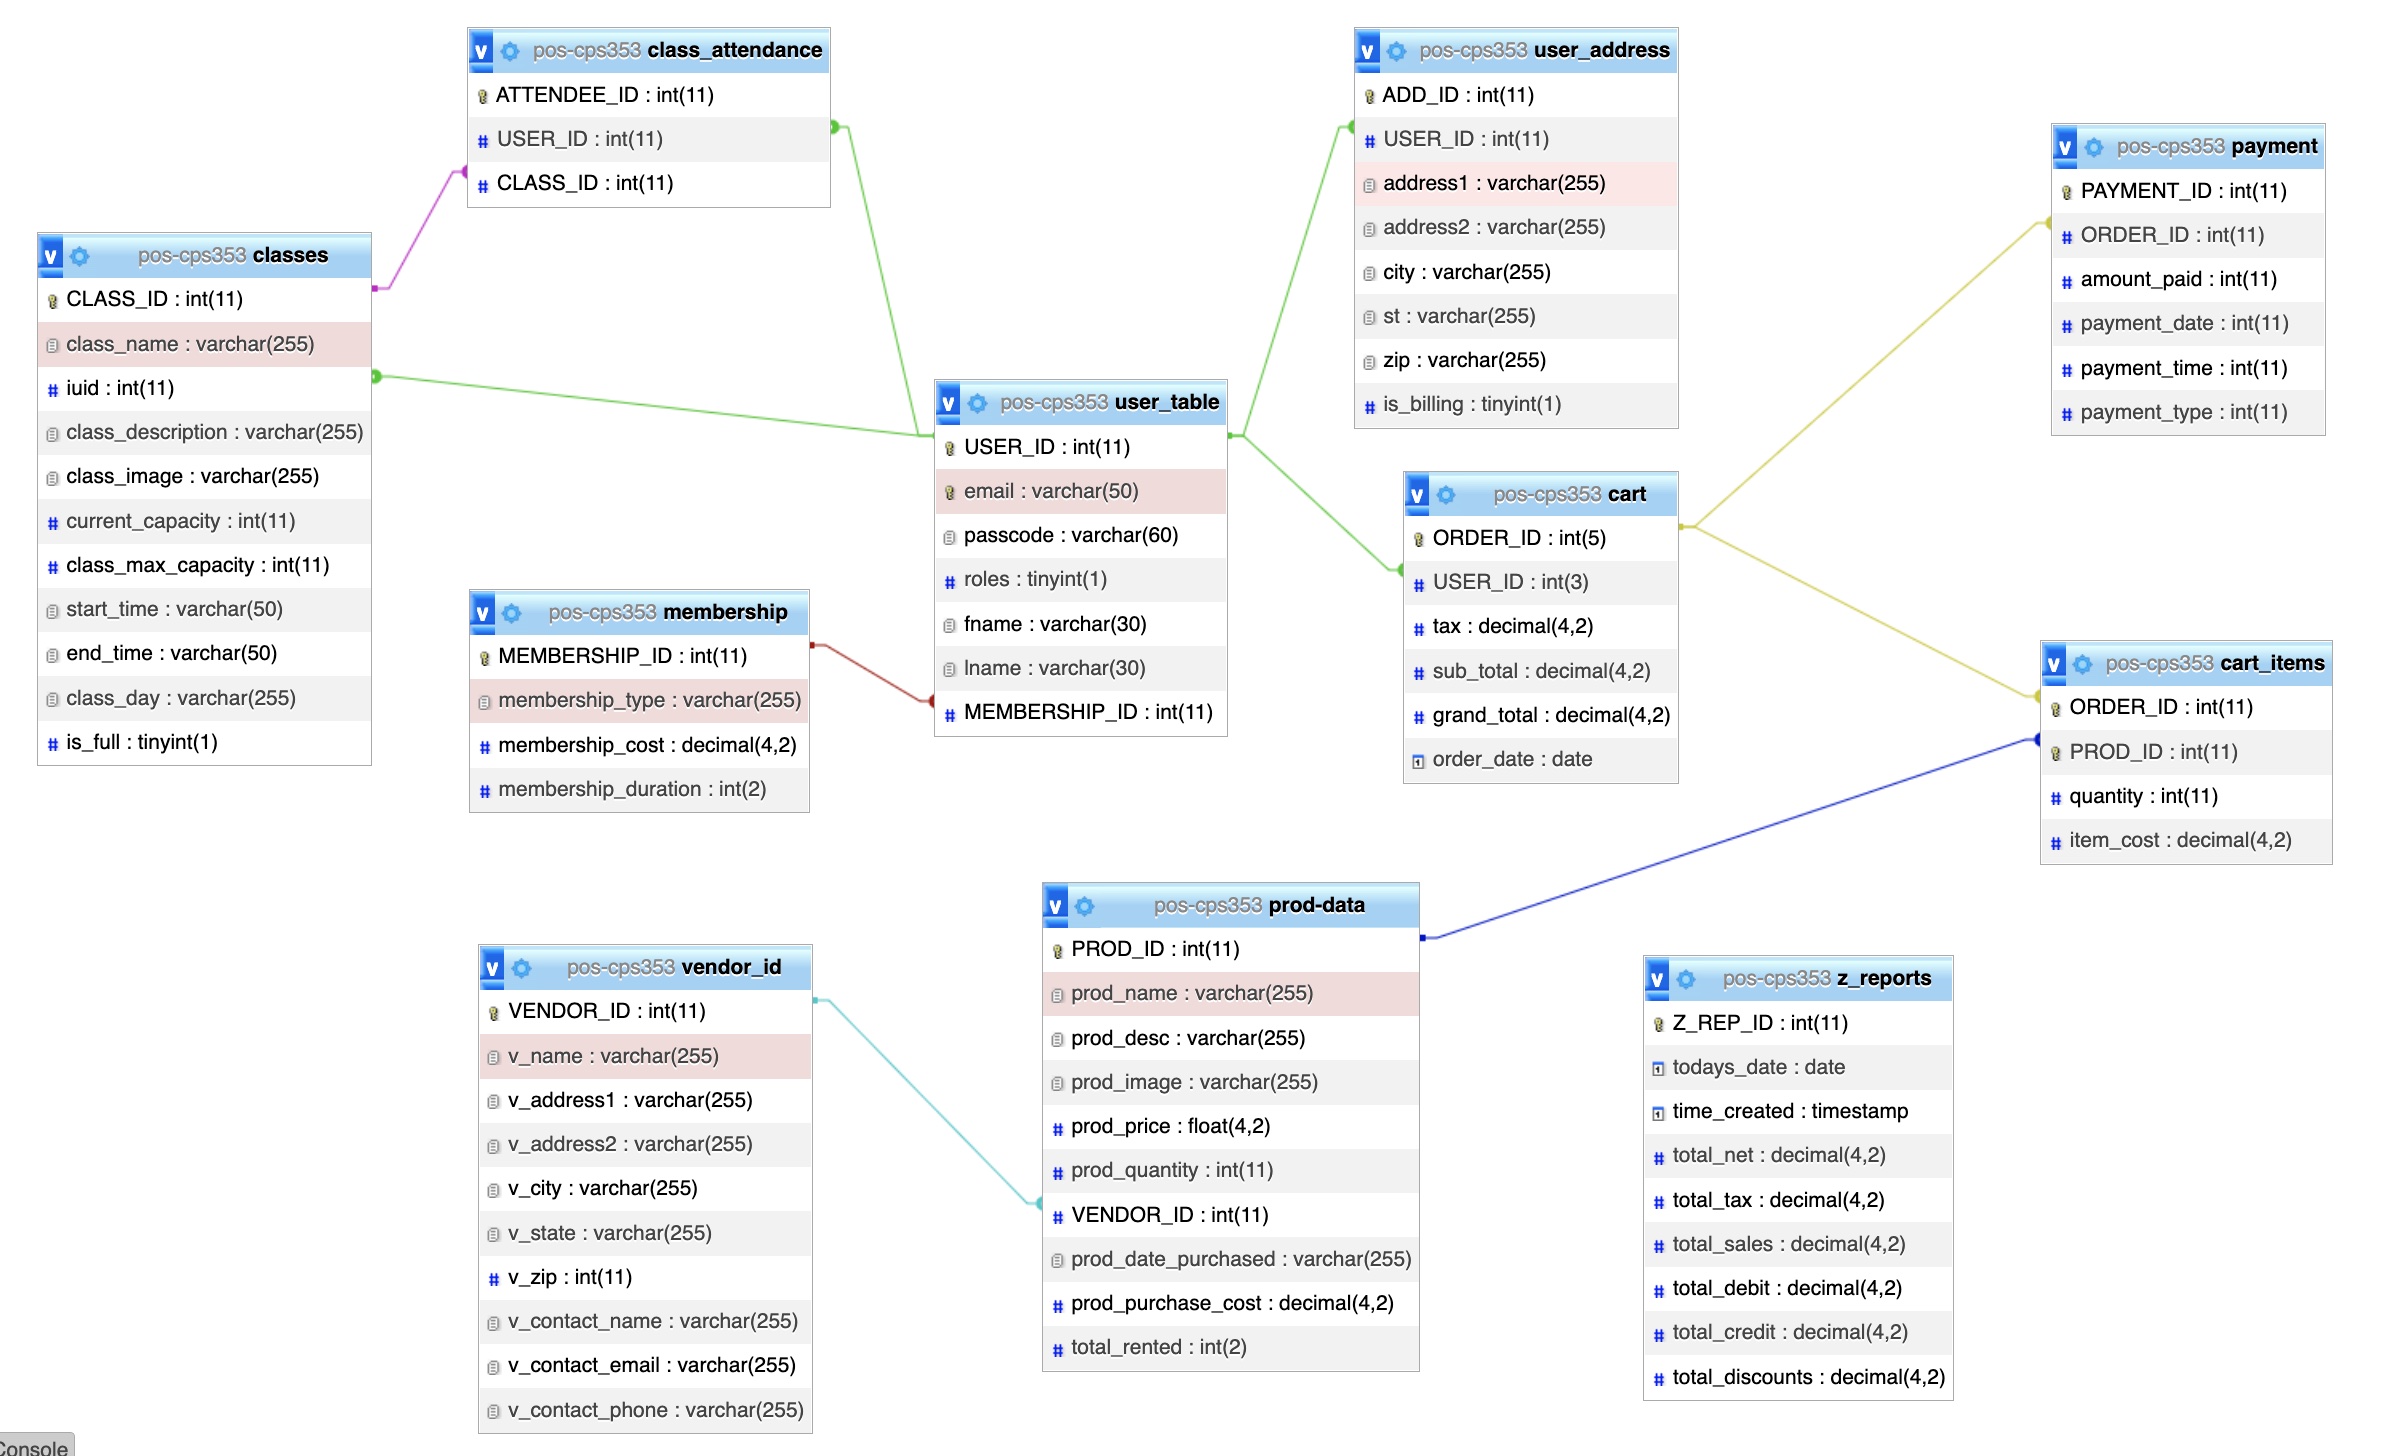 pos-cps353 class_attendance
ATTENDEE_ID : int(11)
USER_ID : int(11)
CLASS_ID : int(11)
pos-cps353 user_address
ADD_ID : int(11)
USER_ID : int(11)
address1 : varchar(255)
address2 : varchar(255)
city : varchar(255)
st : varchar(255)
zip : varchar(255)
is_billing : tinyint(1)
pos-cps353 payment
PAYMENT_ID : int(11)
ORDER_ID : int(11)
amount_paid : int(11)
payment_date : int(11)
payment_time : int(11)
payment_type : int(11)
pos-cps353 classes
CLASS_ID : int(11)
class_name : varchar(255)
iuid : int(11)
class_description : varchar(255)
class_image : varchar(255)
current_capacity : int(11)
class_max_capacity : int(11)
start_time : varchar(50)
end_time : varchar(50)
class_day : varchar(255)
is_full : tinyint(1)
pos-cps353 user_table
USER_ID : int(11)
email : varchar(50)
passcode : varchar(60)
roles : tinyint(1)
fname : varchar(30)
lname : varchar(30)
MEMBERSHIP_ID : int(11)
pos-cps353 cart
ORDER_ID : int(5)
USER_ID : int(3)
tax : decimal(4,2)
sub_total : decimal(4,2)
grand_total : decimal(4,2)
order_date : date
pos-cps353 membership
MEMBERSHIP_ID : int(11)
membership_type : varchar(255)
membership_cost : decimal(4,2)
membership_duration : int(2)
pos-cps353 cart_items
ORDER_ID : int(11)
PROD_ID : int(11)
quantity : int(11)
item_cost : decimal(4,2)
pos-cps353 vendor_id
VENDOR_ID : int(11)
v_name : varchar(255)
v_address1 : varchar(255)
v_address2 : varchar(255)
v_city : varchar(255)
v_state : varchar(255)
v_zip : int(11)
v_contact_name : varchar(255)
v_contact_email : varchar(255)
v_contact_phone : varchar(255)
pos-cps353 prod-data
PROD_ID : int(11)
prod_name : varchar(255)
prod_desc : varchar(255)
prod_image : varchar(255)
prod_price : float(4,2)
prod_quantity : int(11)
VENDOR_ID : int(11)
prod_date_purchased : varchar(255)
prod_purchase_cost : decimal(4,2)
total_rented : int(2)
pos-cps353 z_reports
Z_REP_ID : int(11)
todays_date : date
time_created : timestamp
total_net : decimal(4,2)
total_tax : decimal(4,2)
total_sales : decimal(4,2)
total_debit : decimal(4,2)
total_credit : decimal(4,2)
total_discounts : decimal(4,2)
Console